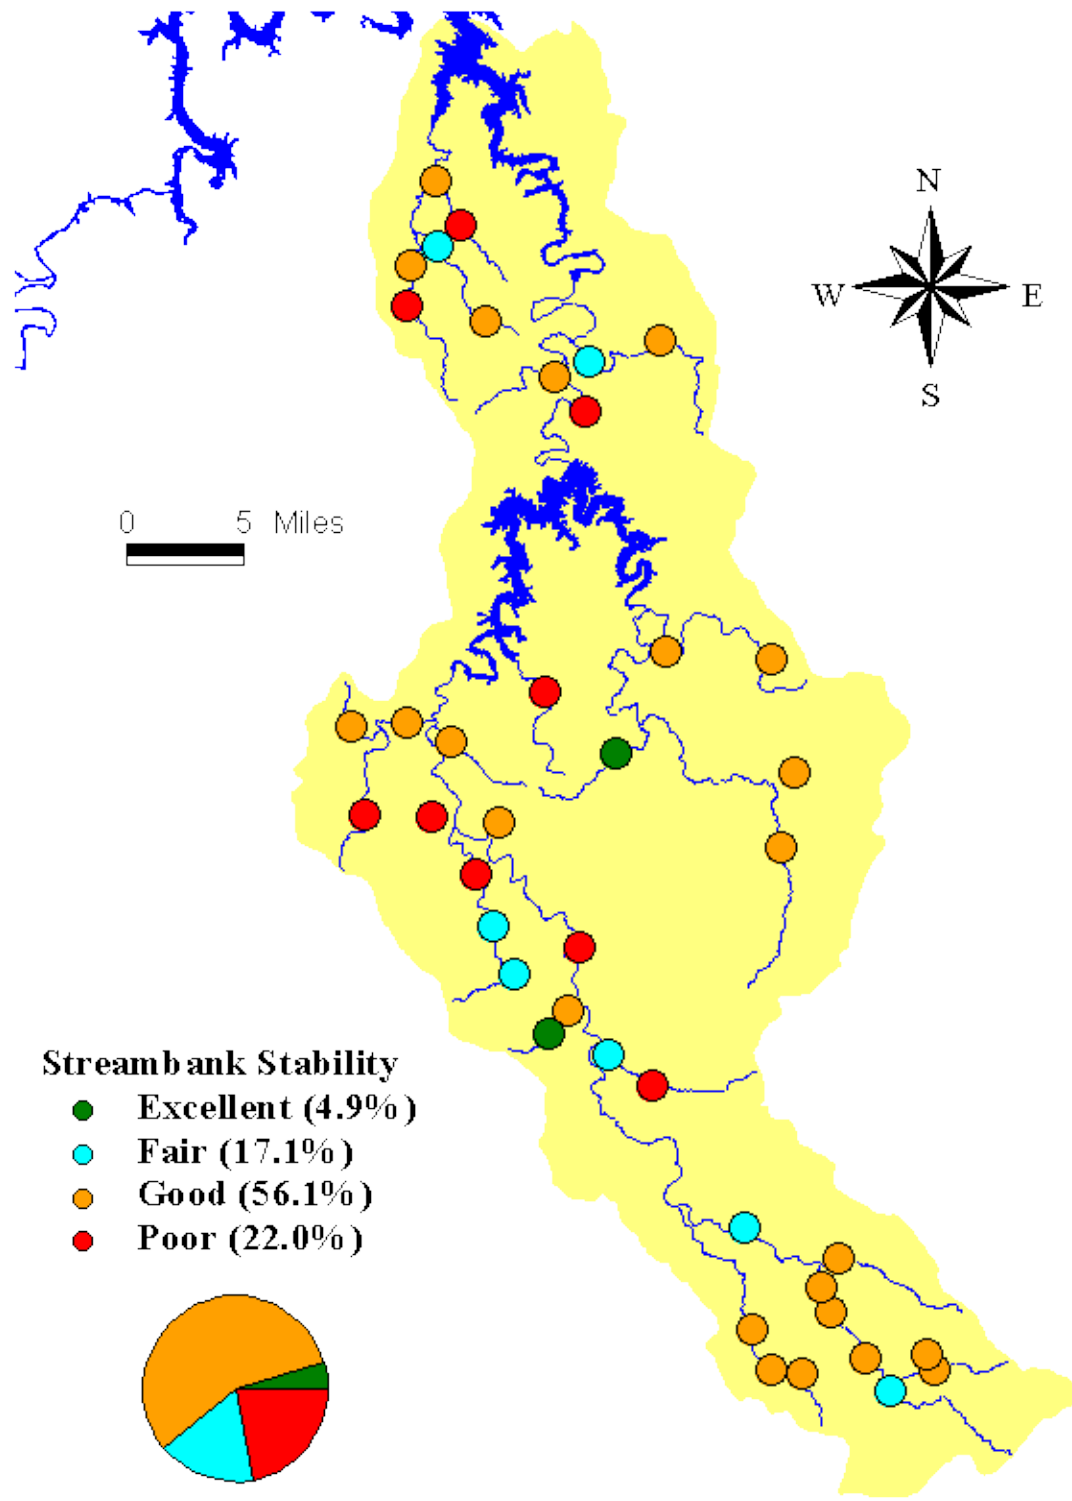 N
W E
S
0 5 Miles
Streambank Stability
Excellent (4.9%)
Fair (17.1%)
Good (56.1%)
Poor (22.0%)